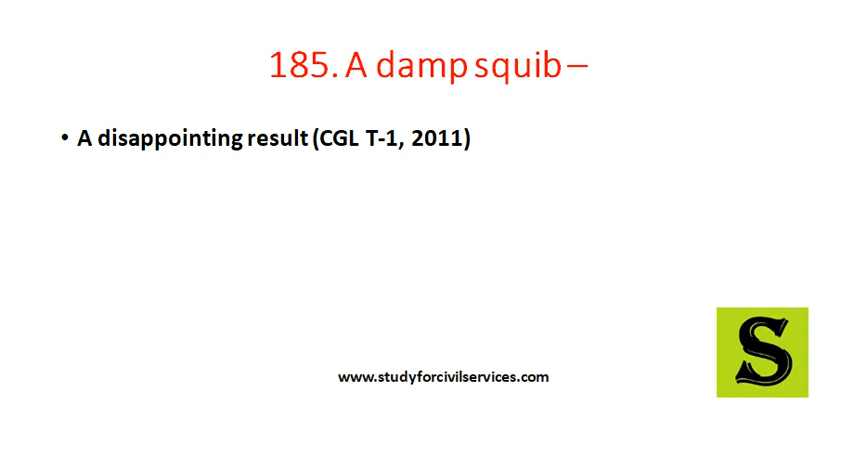 185. A damp squib –
• A disappointing result (CGL T-1, 2011)
www.studyforcivilservices.com
S